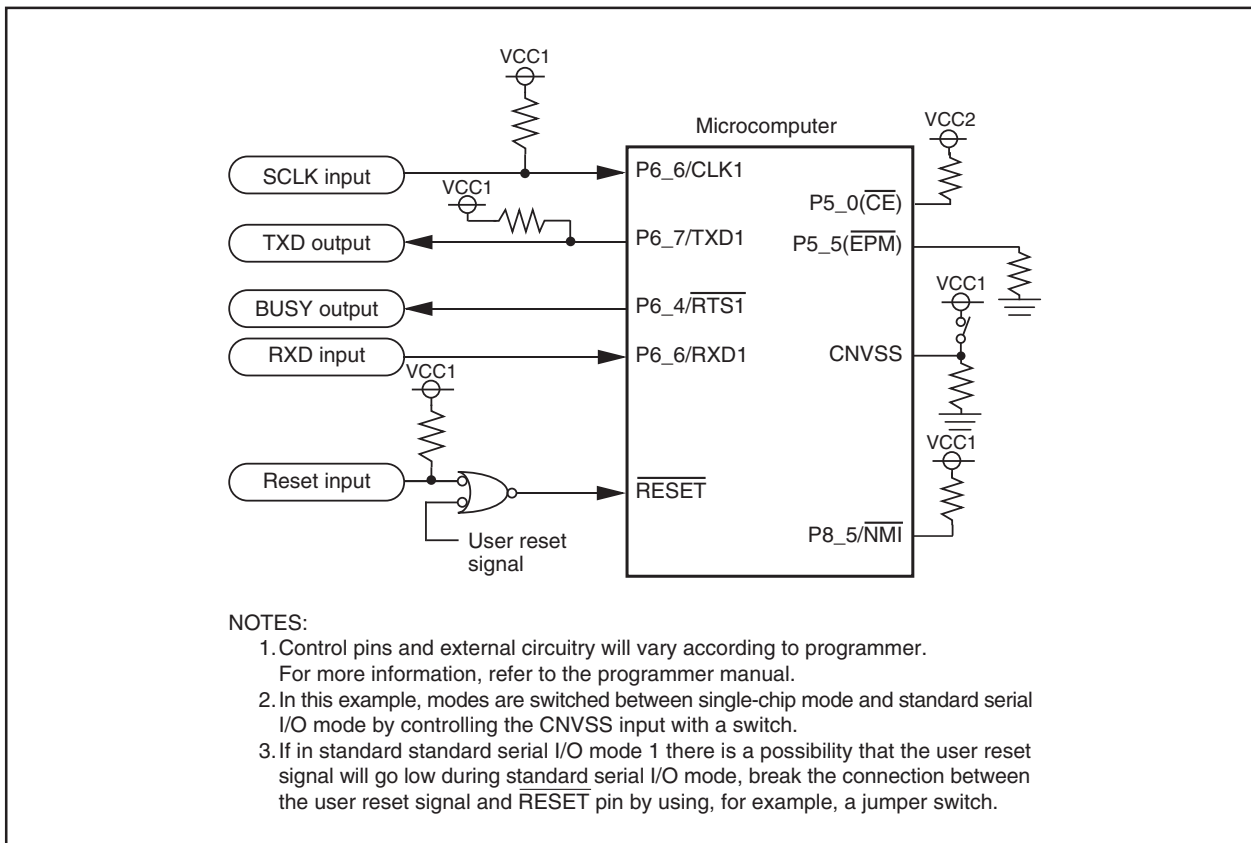 VCC1
Microcomputer
VCC2
SCLK input
P6_6/CLK1
VCC1
P5_0(CE)
TXD output
P6_7/TXD1
P5_5(EPM)
VCC1
BUSY output
P6_4/RTS1
RXD input
P6_6/RXD1
CNVSS
VCC1
VCC1
Reset input
RESET
User reset
signal
P8_5/NMI
NOTES:
1. Control pins and external circuitry will vary according to programmer.
For more information, refer to the programmer manual.
2. In this example, modes are switched between single-chip mode and standard serial
I/O mode by controlling the CNVSS input with a switch.
3. If in standard standard serial I/O mode 1 there is a possibility that the user reset
signal will go low during standard serial I/O mode, break the connection between
the user reset signal and RESET pin by using, for example, a jumper switch.